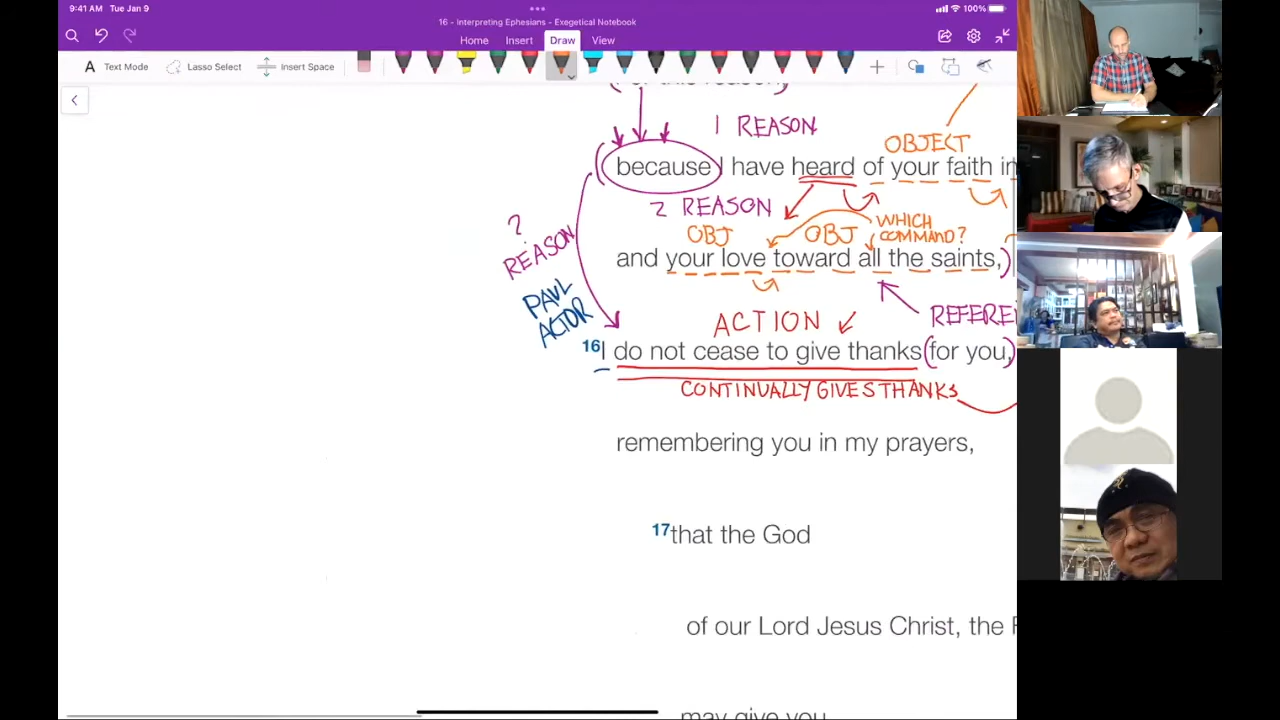 9:41 AM Tue Jan 9
100%
16 - Interpreting Ephesians - Exegetical Notebook
Home Insert Draw View
A Text Mode Lasso Select Insert Space
1 REASON
OBJECT
because I have heard of your faith in
2 REASON
WHICH
COMMAND?
OBJ OBJ
?
REASON
and your love toward all the saints,)
PAUL
ACTOR
ACTION
REFERE
16 I do not cease to give thanks (for you,)
CONTINUALLY GIVES THANKS
remembering you in my prayers,
17 that the God
of our Lord Jesus Christ, the
may give you